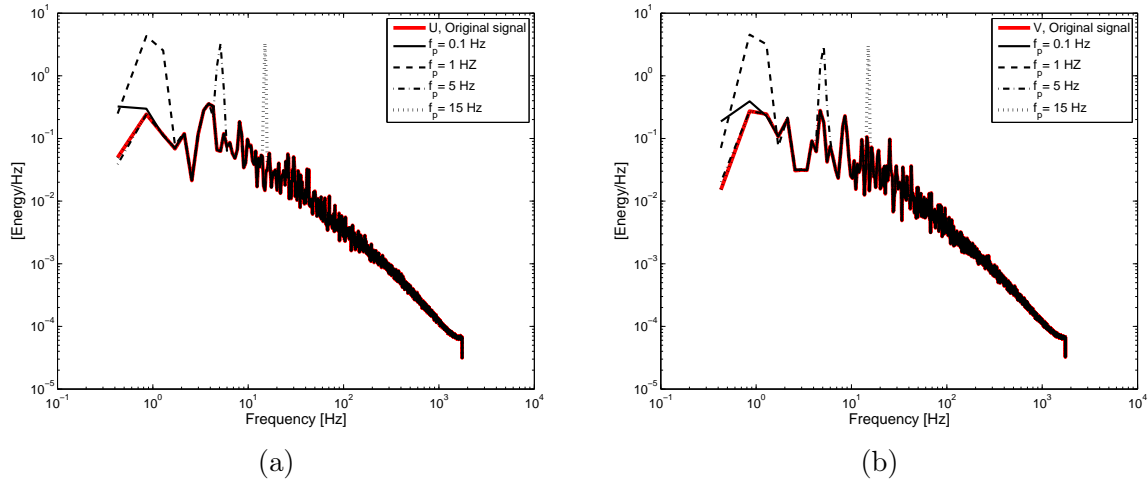 10^1
10^0
10^-1
10^-2
10^-3
10^-4
10^-5
[Energy/Hz]
10^-1 10^0 10^1 10^2 10^3 10^4
Frequency [Hz]
U, Original signal
f_p = 0.1 Hz
f_p = 1 HZ
f_p = 5 Hz
f_p = 15 Hz
(a)
10^1
10^0
10^-1
10^-2
10^-3
10^-4
10^-5
[Energy/Hz]
10^-1 10^0 10^1 10^2 10^3 10^4
Frequency [Hz]
V, Original signal
f_p = 0.1 Hz
f_p = 1 HZ
f_p = 5 Hz
f_p = 15 Hz
(b)